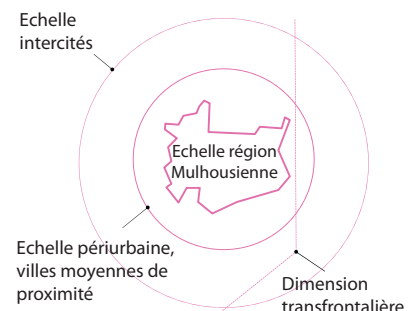 Echelle
intercités
Echelle région
Mulhousienne
Echelle périurbaine,
villes moyennes de
proximité
Dimension
transfrontalière